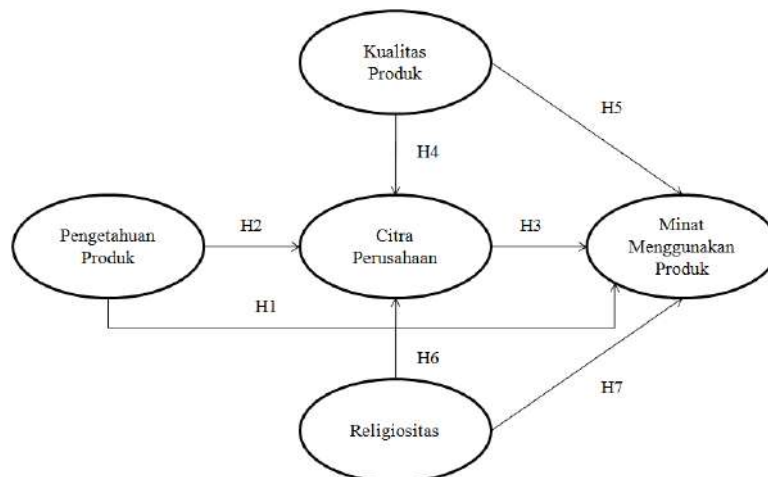 Kualitas
Produk
H5
H4
Pengetahuan
Produk
H2
Citra
Perusahaan
H3
Minat
Menggunakan
Produk
H1
H6
H7
Religiositas